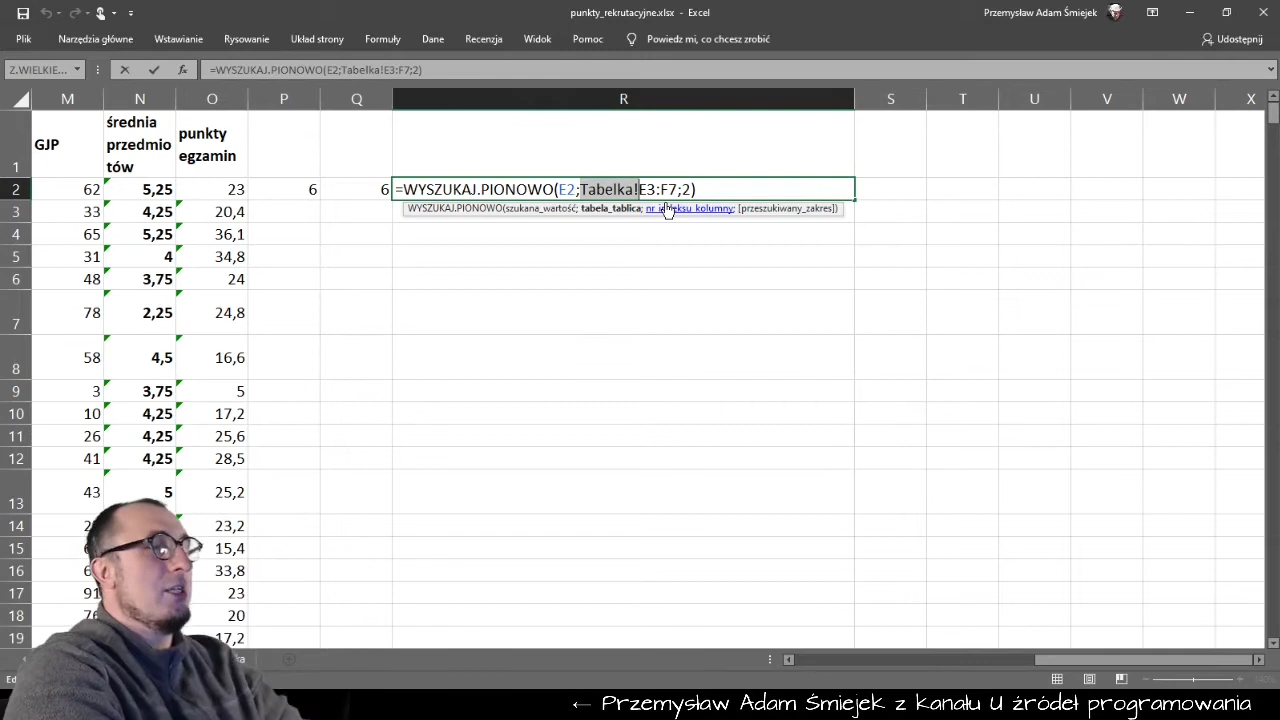 punkty_rekrutacyjne.xlsx - Excel
Przemysław Adam Śmiejek
Plik Narzędzia główne Wstawianie Rysowanie Układ strony Formuły Dane Recenzja Widok Pomoc Powiedz mi, co chcesz zrobić Udostępnij
Z.WIELKIE... fx =WYSZUKAJ.PIONOWO(E2;Tabelka!E3:F7;2)
M N O P Q R S T U V W X
1 GJP średnia przedmio tów punkty egzamin
2 62 5,25 23 6 6 =WYSZUKAJ.PIONOWO(E2;Tabelka!E3:F7;2)
WYSZUKAJ.PIONOWO(szukana_wartość; tabela_tablica; nr_indeksu_kolumny; [przeszukiwany_zakres])
3 33 4,25 20,4
4 65 5,25 36,1
5 31 4 34,8
6 48 3,75 24
7 78 2,25 24,8
8 58 4,5 16,6
9 3 3,75 5
10 10 4,25 17,2
11 26 4,25 25,6
12 41 4,25 28,5
13 43 5 25,2
14 23,2
15 15,4
16 33,8
17 91 23
18 20
19 17,2
← Przemysław Adam Śmiejek z kanału U źródeł programowania